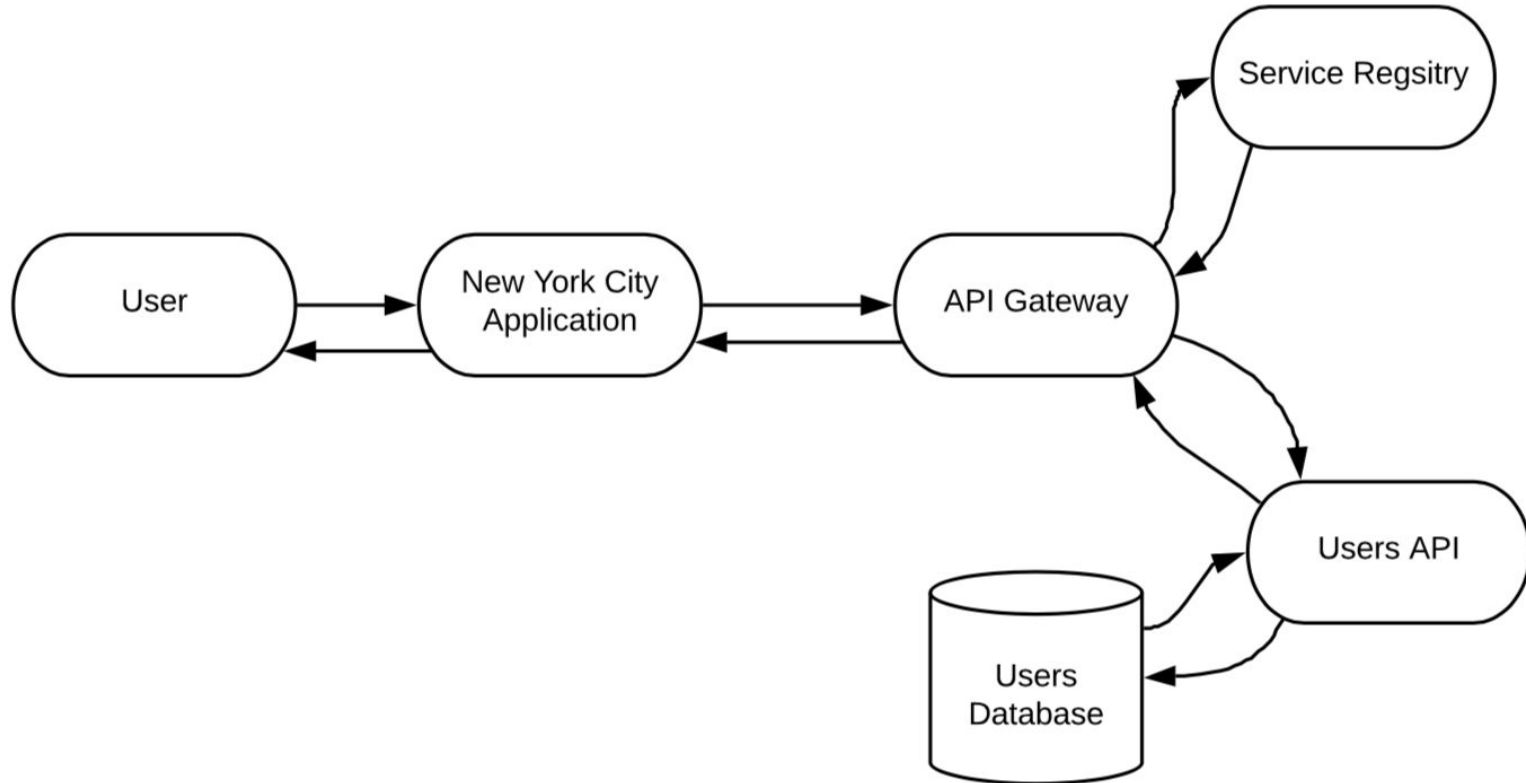 Service Regsitry
User
New York City
Application
API Gateway
Users API
Users
Database